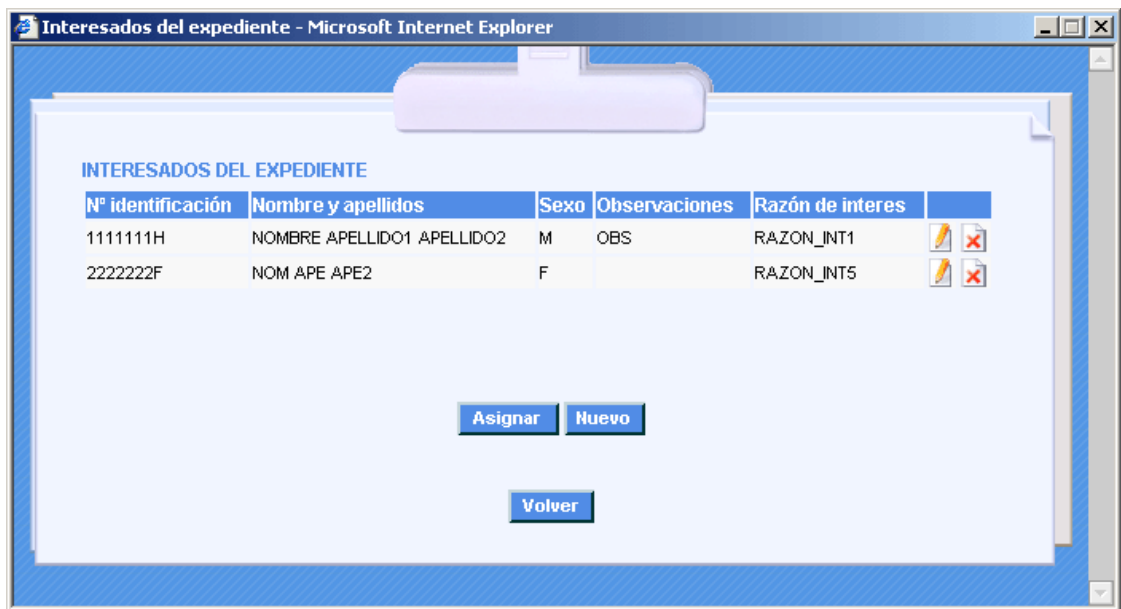 Interesados del expediente - Microsoft Internet Explorer
INTERESADOS DEL EXPEDIENTE
Nº identificación Nombre y apellidos Sexo Observaciones Razón de interes
1111111H NOMBRE APELLIDO1 APELLIDO2 M OBS RAZON_INT1
2222222F NOM APE APE2 F RAZON_INT5
Asignar Nuevo
Volver